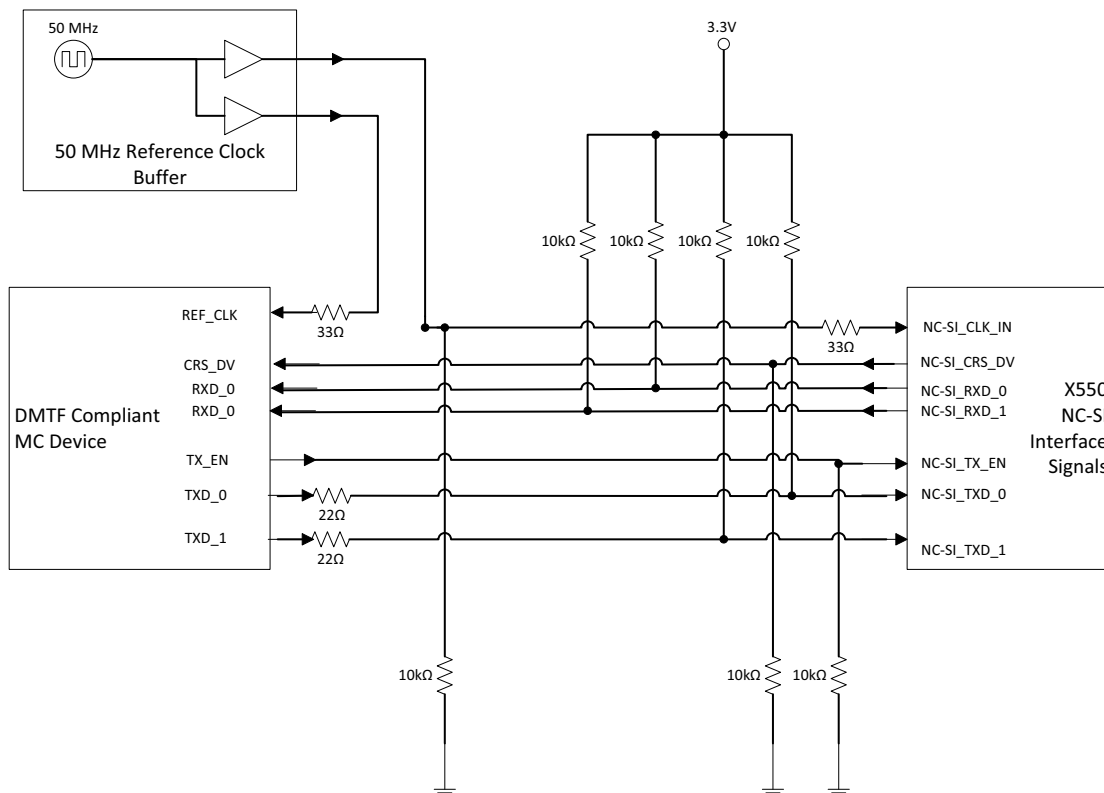 50 MHz
50 MHz Reference Clock
Buffer
3.3V
10kΩ
10kΩ
10kΩ
10kΩ
REF_CLK
33Ω
CRS_DV
RXD_0
RXD_0
DMTF Compliant
MC Device
TX_EN
TXD_0
22Ω
TXD_1
22Ω
33Ω
NC-SI_CLK_IN
NC-SI_CRS_DV
NC-SI_RXD_0
NC-SI_RXD_1
NC-SI_TX_EN
NC-SI_TXD_0
NC-SI_TXD_1
X550
NC-SI
Interface
Signals
10kΩ
10kΩ
10kΩ